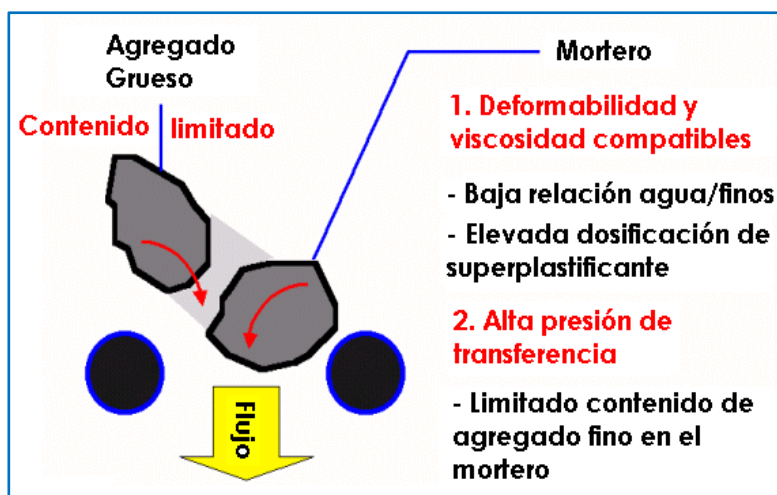 Agregado
Grueso
Contenido limitado
Mortero
1. Deformabilidad y
viscosidad compatibles
- Baja relación agua/finos
- Elevada dosificación de
superplastificante
2. Alta presión de
transferencia
- Limitado contenido de
agregado fino en el
mortero
Flujo